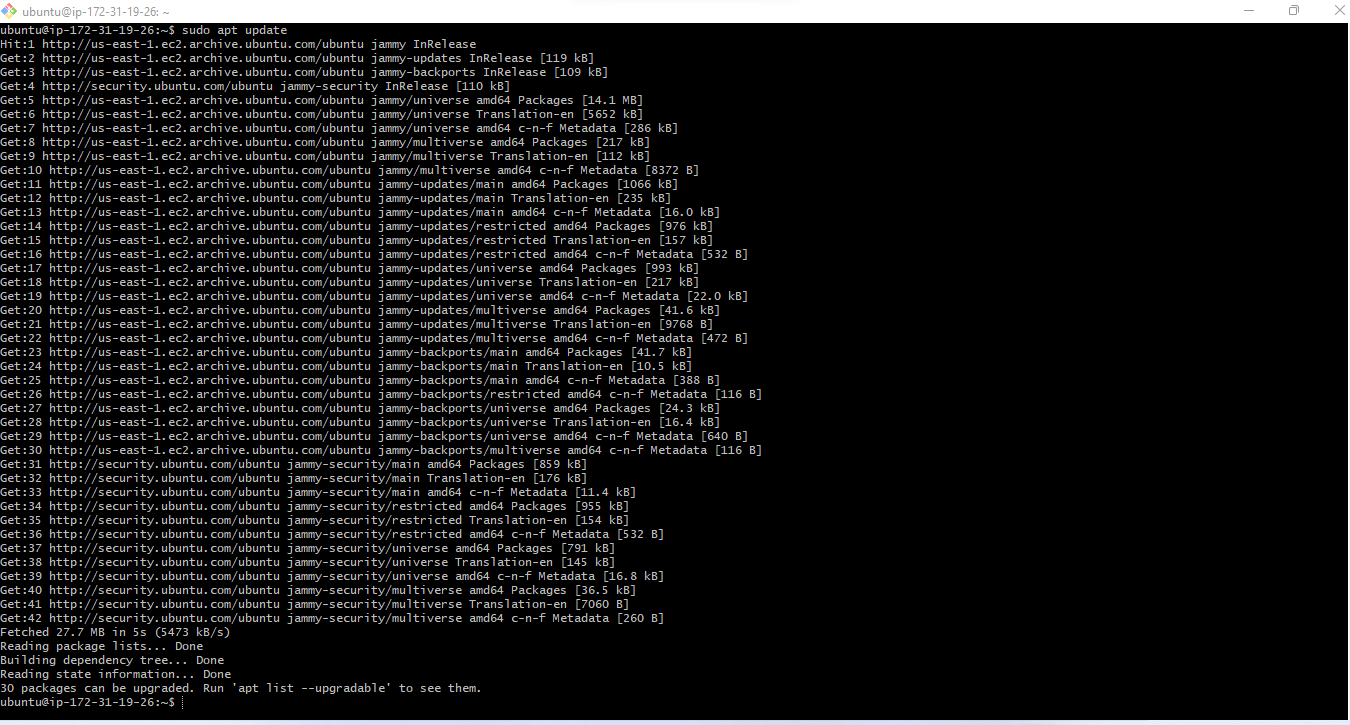 ubuntu@ip-172-31-19-26: ~
ubuntu@ip-172-31-19-26:~$ sudo apt update
Hit:1 http://us-east-1.ec2.archive.ubuntu.com/ubuntu jammy InRelease
Get:2 http://us-east-1.ec2.archive.ubuntu.com/ubuntu jammy-updates InRelease [119 kB]
Get:3 http://us-east-1.ec2.archive.ubuntu.com/ubuntu jammy-backports InRelease [109 kB]
Get:4 http://security.ubuntu.com/ubuntu jammy-security InRelease [110 kB]
Get:5 http://us-east-1.ec2.archive.ubuntu.com/ubuntu jammy/universe amd64 Packages [14.1 MB]
Get:6 http://us-east-1.ec2.archive.ubuntu.com/ubuntu jammy/universe Translation-en [5652 kB]
Get:7 http://us-east-1.ec2.archive.ubuntu.com/ubuntu jammy/universe amd64 c-n-f Metadata [286 kB]
Get:8 http://us-east-1.ec2.archive.ubuntu.com/ubuntu jammy/multiverse amd64 Packages [217 kB]
Get:9 http://us-east-1.ec2.archive.ubuntu.com/ubuntu jammy/multiverse Translation-en [112 kB]
Get:10 http://us-east-1.ec2.archive.ubuntu.com/ubuntu jammy/multiverse amd64 c-n-f Metadata [8372 B]
Get:11 http://us-east-1.ec2.archive.ubuntu.com/ubuntu jammy-updates/main amd64 Packages [1066 kB]
Get:12 http://us-east-1.ec2.archive.ubuntu.com/ubuntu jammy-updates/main Translation-en [235 kB]
Get:13 http://us-east-1.ec2.archive.ubuntu.com/ubuntu jammy-updates/main amd64 c-n-f Metadata [16.0 kB]
Get:14 http://us-east-1.ec2.archive.ubuntu.com/ubuntu jammy-updates/restricted amd64 Packages [976 kB]
Get:15 http://us-east-1.ec2.archive.ubuntu.com/ubuntu jammy-updates/restricted Translation-en [157 kB]
Get:16 http://us-east-1.ec2.archive.ubuntu.com/ubuntu jammy-updates/restricted amd64 c-n-f Metadata [532 B]
Get:17 http://us-east-1.ec2.archive.ubuntu.com/ubuntu jammy-updates/universe amd64 Packages [993 kB]
Get:18 http://us-east-1.ec2.archive.ubuntu.com/ubuntu jammy-updates/universe Translation-en [217 kB]
Get:19 http://us-east-1.ec2.archive.ubuntu.com/ubuntu jammy-updates/universe amd64 c-n-f Metadata [22.0 kB]
Get:20 http://us-east-1.ec2.archive.ubuntu.com/ubuntu jammy-updates/multiverse amd64 Packages [41.6 kB]
Get:21 http://us-east-1.ec2.archive.ubuntu.com/ubuntu jammy-updates/multiverse Translation-en [9768 B]
Get:22 http://us-east-1.ec2.archive.ubuntu.com/ubuntu jammy-updates/multiverse amd64 c-n-f Metadata [472 B]
Get:23 http://us-east-1.ec2.archive.ubuntu.com/ubuntu jammy-backports/main amd64 Packages [41.7 kB]
Get:24 http://us-east-1.ec2.archive.ubuntu.com/ubuntu jammy-backports/main Translation-en [10.5 kB]
Get:25 http://us-east-1.ec2.archive.ubuntu.com/ubuntu jammy-backports/main amd64 c-n-f Metadata [388 B]
Get:26 http://us-east-1.ec2.archive.ubuntu.com/ubuntu jammy-backports/restricted amd64 c-n-f Metadata [116 B]
Get:27 http://us-east-1.ec2.archive.ubuntu.com/ubuntu jammy-backports/universe amd64 Packages [24.3 kB]
Get:28 http://us-east-1.ec2.archive.ubuntu.com/ubuntu jammy-backports/universe Translation-en [16.4 kB]
Get:29 http://us-east-1.ec2.archive.ubuntu.com/ubuntu jammy-backports/universe amd64 c-n-f Metadata [640 B]
Get:30 http://us-east-1.ec2.archive.ubuntu.com/ubuntu jammy-backports/multiverse amd64 c-n-f Metadata [116 B]
Get:31 http://security.ubuntu.com/ubuntu jammy-security/main amd64 Packages [859 kB]
Get:32 http://security.ubuntu.com/ubuntu jammy-security/main Translation-en [176 kB]
Get:33 http://security.ubuntu.com/ubuntu jammy-security/main amd64 c-n-f Metadata [11.4 kB]
Get:34 http://security.ubuntu.com/ubuntu jammy-security/restricted amd64 Packages [955 kB]
Get:35 http://security.ubuntu.com/ubuntu jammy-security/restricted Translation-en [154 kB]
Get:36 http://security.ubuntu.com/ubuntu jammy-security/restricted amd64 c-n-f Metadata [532 B]
Get:37 http://security.ubuntu.com/ubuntu jammy-security/universe amd64 Packages [791 kB]
Get:38 http://security.ubuntu.com/ubuntu jammy-security/universe Translation-en [145 kB]
Get:39 http://security.ubuntu.com/ubuntu jammy-security/universe amd64 c-n-f Metadata [16.8 kB]
Get:40 http://security.ubuntu.com/ubuntu jammy-security/multiverse amd64 Packages [36.5 kB]
Get:41 http://security.ubuntu.com/ubuntu jammy-security/multiverse Translation-en [7060 B]
Get:42 http://security.ubuntu.com/ubuntu jammy-security/multiverse amd64 c-n-f Metadata [260 B]
Fetched 27.7 MB in 5s (5473 kB/s)
Reading package lists... Done
Building dependency tree... Done
Reading state information... Done
30 packages can be upgraded. Run 'apt list --upgradable' to see them.
ubuntu@ip-172-31-19-26:~$